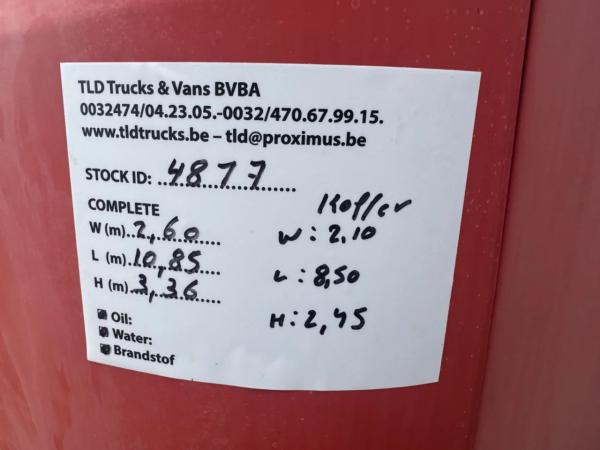 TLD Trucks & Vans BVBA
0032474/04.23.05.-0032/470.67.99.15.
www.tldtrucks.be – tld@proximus.be
STOCK ID: 4877
COMPLETE
Koffer
W (m) 2,60
W: 2,10
L (m) 10,85
L: 8,50
H (m) 3,36
H: 2,45
Oil:
Water:
Brandstof